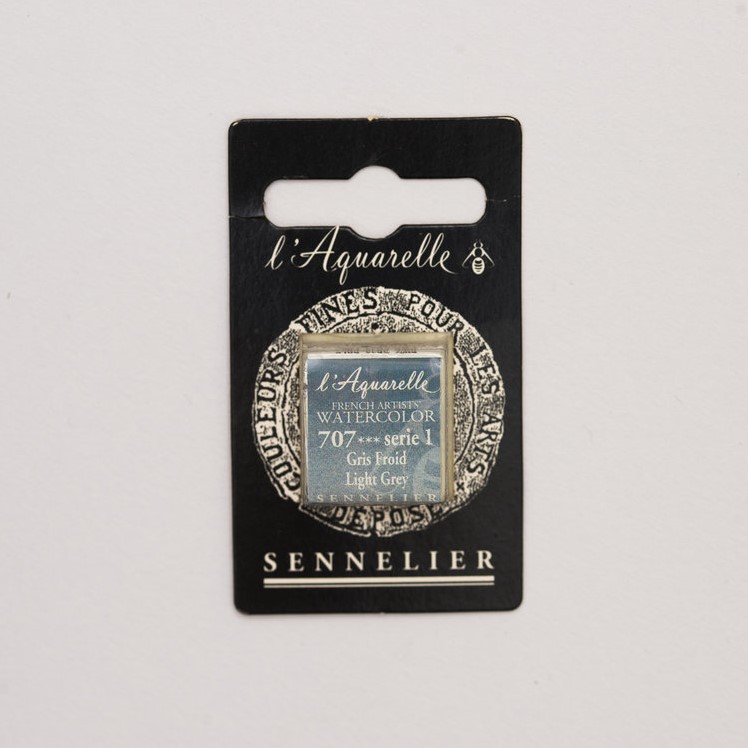 l'Aquarelle
COULEURS FINES POUR LES ARTS
DÉPOSÉ
l'Aquarelle
FRENCH ARTISTS'
WATERCOLOR
707 *** serie 1
Gris Froid
Light Grey
SENNELIER
SENNELIER